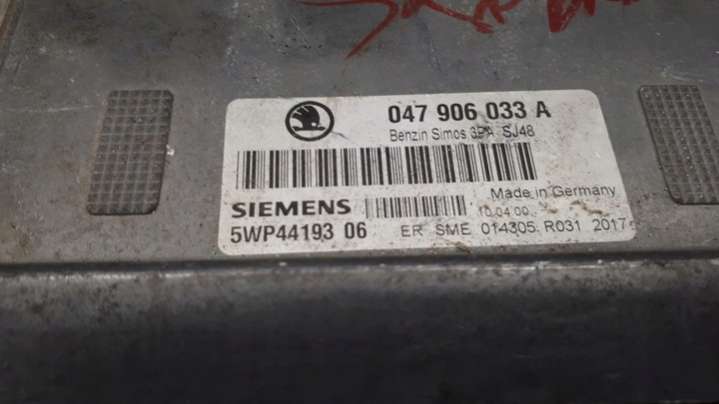 047 906 033 A
Benzin Simos 3PA SJ48
Made in Germany
SIEMENS
10.04.00
5WP44193 06
ER SME 014305 R031 2017